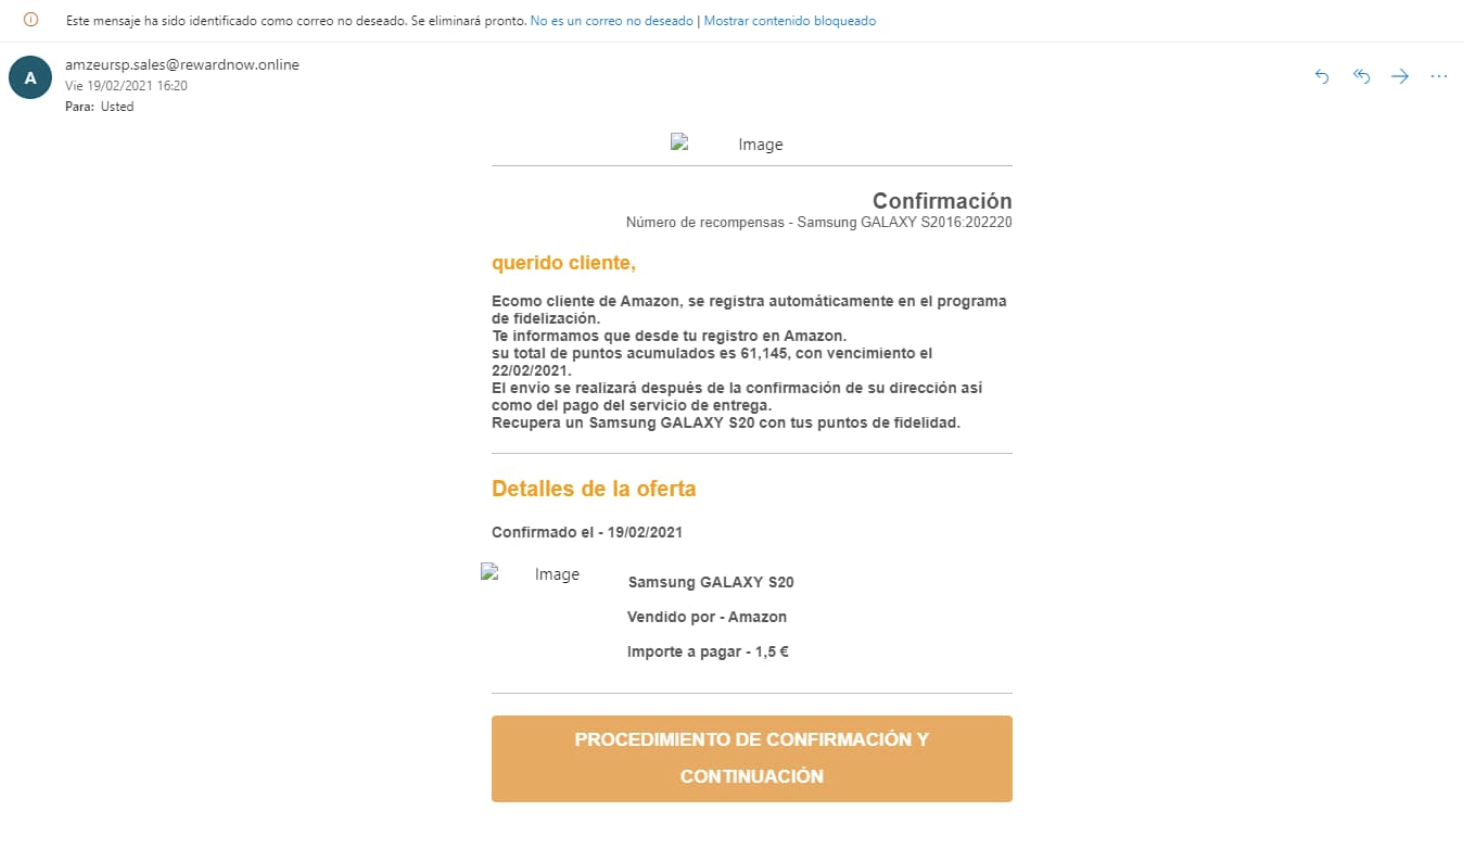 Este mensaje ha sido identificado como correo no deseado. Se eliminará pronto. No es un correo no deseado | Mostrar contenido bloqueado
A
amzeursp.sales@rewardnow.online
Vie 19/02/2021 16:20
Para: Usted
Image
Confirmación
Número de recompensas - Samsung GALAXY S2016:202220
querido cliente,
Ecomo cliente de Amazon, se registra automáticamente en el programa
de fidelización.
Te informamos que desde tu registro en Amazon.
su total de puntos acumulados es 61,145, con vencimiento el
22/02/2021.
El envío se realizará después de la confirmación de su dirección así
como del pago del servicio de entrega.
Recupera un Samsung GALAXY S20 con tus puntos de fidelidad.
Detalles de la oferta
Confirmado el - 19/02/2021
Image
Samsung GALAXY S20
Vendido por - Amazon
Importe a pagar - 1,5 €
PROCEDIMIENTO DE CONFIRMACIÓN Y
CONTINUACIÓN